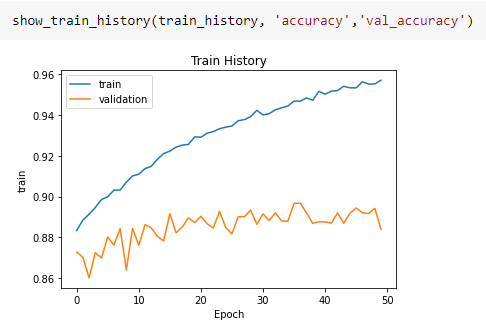 show_train_history(train_history, 'accuracy','val_accuracy')
Train History
train
validation
0.96
0.94
0.92
0.90
0.88
0.86
train
0
10
20
30
40
50
Epoch